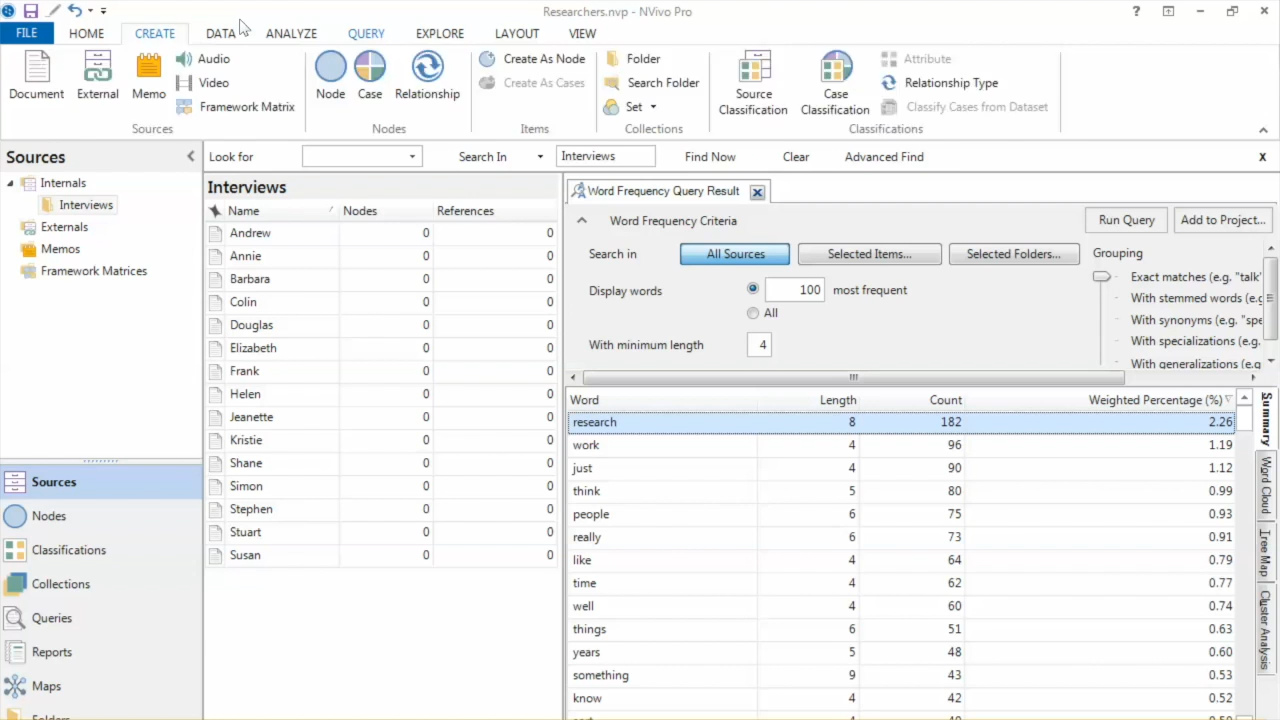 Researchers.nvp - NVivo Pro
FILE HOME CREATE DATA ANALYZE QUERY EXPLORE LAYOUT VIEW
Document
External
Memo
Audio
Video
Framework Matrix
Sources
Node
Case
Relationship
Nodes
Create As Node
Create As Cases
Items
Folder
Search Folder
Set
Collections
Source
Classification
Case
Classification
Attribute
Relationship Type
Classify Cases from Dataset
Classifications
Sources
Look for
Search In
Interviews
Find Now
Clear
Advanced Find
x
Internals
Interviews
Externals
Memos
Framework Matrices
Sources
Nodes
Classifications
Collections
Queries
Reports
Maps
Folders
Interviews
Name Nodes References
Andrew 0 0
Annie 0 0
Barbara 0 0
Colin 0 0
Douglas 0 0
Elizabeth 0 0
Frank 0 0
Helen 0 0
Jeanette 0 0
Kristie 0 0
Shane 0 0
Simon 0 0
Stephen 0 0
Stuart 0 0
Susan 0 0
Word Frequency Query Result
Word Frequency Criteria
Run Query
Add to Project...
Search in
All Sources
Selected Items...
Selected Folders...
Display words
100 most frequent
All
With minimum length 4
Grouping
Exact matches (e.g. "talk"
With stemmed words (e.g
With synonyms (e.g. "spe
With specializations (e.g.
With generalizations (e.g
Word Length Count Weighted Percentage (%)
research 8 182 2.26
work 4 96 1.19
just 4 90 1.12
think 5 80 0.99
people 6 75 0.93
really 6 73 0.91
like 4 64 0.79
time 4 62 0.77
well 4 60 0.74
things 6 51 0.63
years 5 48 0.60
something 9 43 0.53
know 4 42 0.52
Summary
Word Cloud
Tree Map
Cluster Analysis